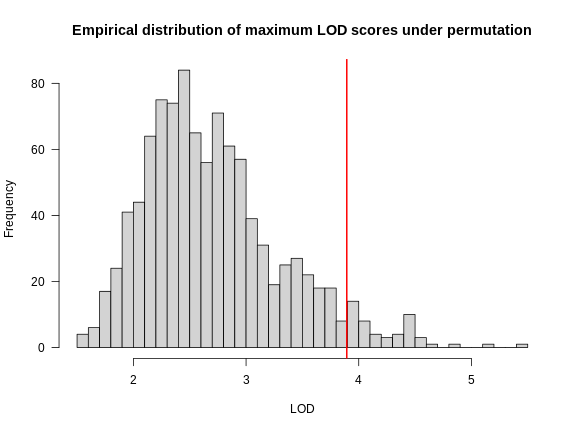 Empirical distribution of maximum LOD scores under permutation
Frequency
80
60
40
20
0
2 3 4 5
LOD